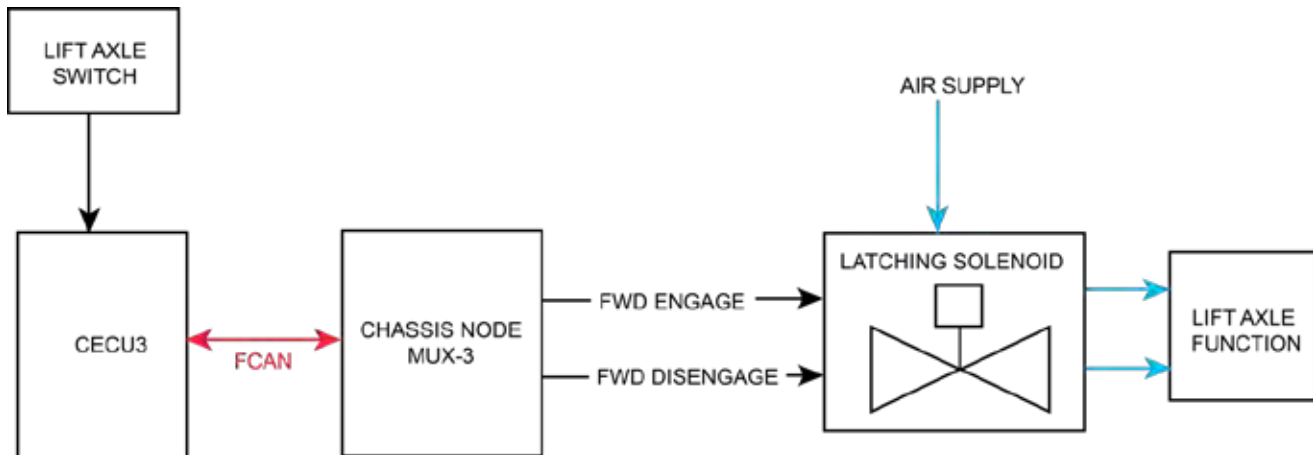 LIFT AXLE
SWITCH
AIR SUPPLY
CECU3
FCAN
CHASSIS NODE
MUX-3
FWD ENGAGE
FWD DISENGAGE
LATCHING SOLENOID
LIFT AXLE
FUNCTION